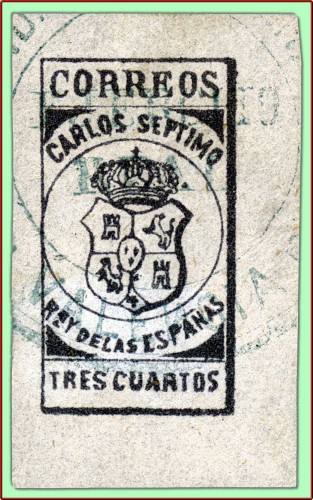 CORREOS
CARLOS SEPTIMO
REY DE LAS ESPAÑAS
TRES CUARTOS